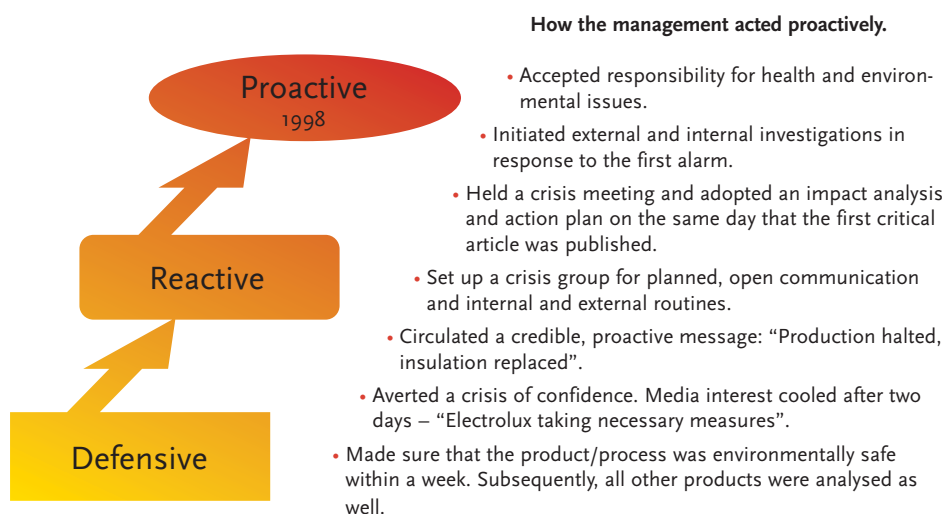 How the management acted proactively.
Proactive
1998
Reactive
Defensive
• Accepted responsibility for health and environ-
mental issues.
• Initiated external and internal investigations in
response to the first alarm.
• Held a crisis meeting and adopted an impact analysis
and action plan on the same day that the first critical
article was published.
• Set up a crisis group for planned, open communication
and internal and external routines.
• Circulated a credible, proactive message: “Production halted,
insulation replaced”.
• Averted a crisis of confidence. Media interest cooled after two
days – “Electrolux taking necessary measures”.
• Made sure that the product/process was environmentally safe
within a week. Subsequently, all other products were analysed as
well.